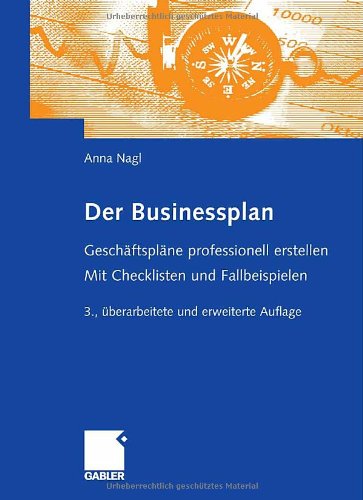 Urheberrechtlich geschütztes Material
10000
Anna Nagl
Der Businessplan
Geschäftspläne professionell erstellen
Mit Checklisten und Fallbeispielen
3., überarbeitete und erweiterte Auflage
GABLER
Urheberrechtlich geschütztes Material